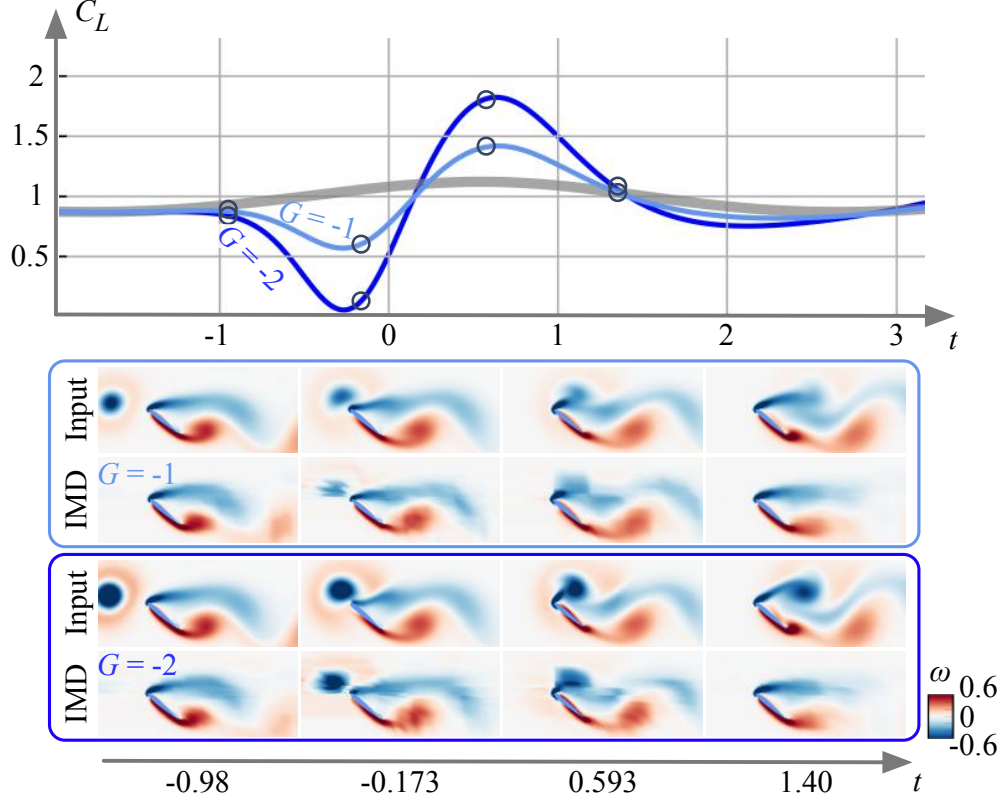 C_L
2
1.5
1
0.5
G = -1
G = -2
-1 0 1 2 3 t
Input
IMD
G = -1
Input
IMD
G = -2
ω
0.6
0
-0.6
-0.98 -0.173 0.593 1.40 t